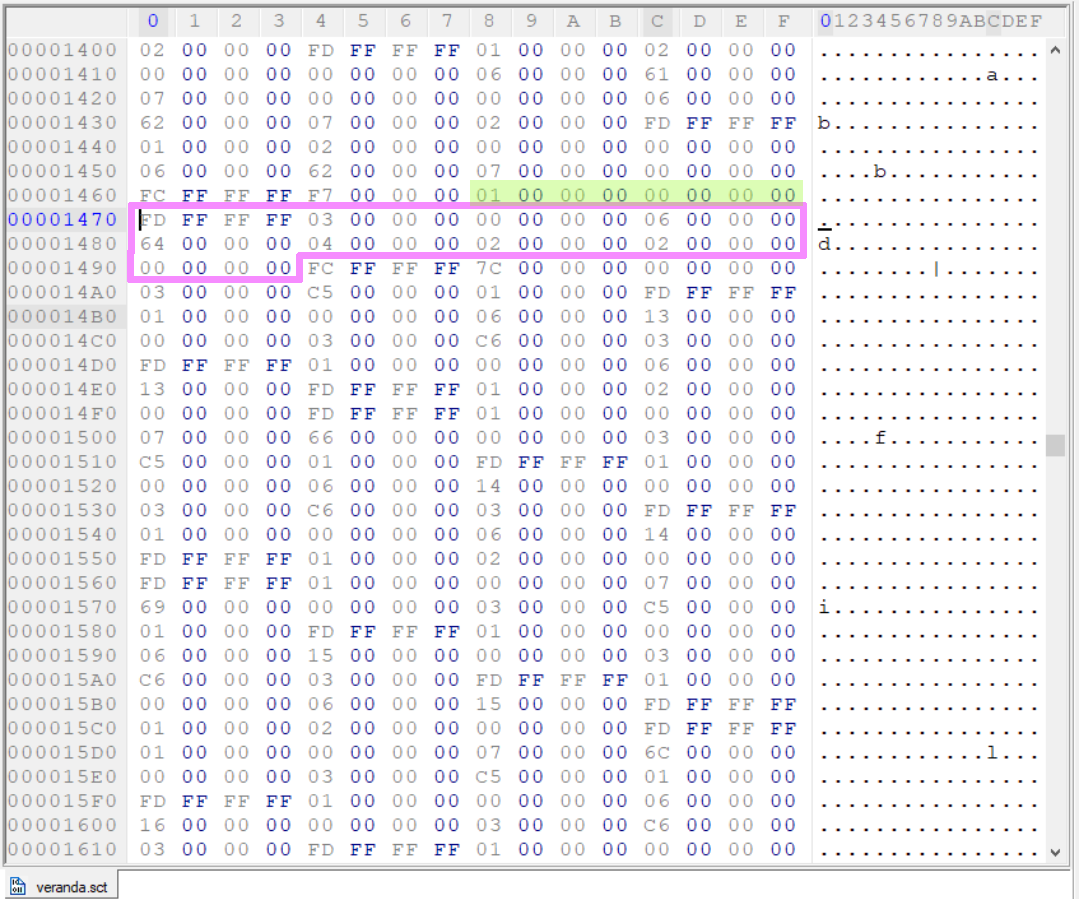 0 1 2 3 4 5 6 7 8 9 A B C D E F 0123456789ABCDEF
00001400 02 00 00 00 FD FF FF FF 01 00 00 00 02 00 00 00 ................
00001410 00 00 00 00 00 00 00 00 06 00 00 00 61 00 00 00 ............a...
00001420 07 00 00 00 00 00 00 00 00 00 00 00 06 00 00 00 ................
00001430 62 00 00 00 07 00 00 00 02 00 00 00 FD FF FF FF b...............
00001440 01 00 00 00 02 00 00 00 00 00 00 00 00 00 00 00 ................
00001450 06 00 00 00 62 00 00 00 07 00 00 00 00 00 00 00 ....b...........
00001460 FC FF FF FF F7 00 00 00 01 00 00 00 00 00 00 00 ................
00001470 FD FF FF FF 03 00 00 00 00 00 00 00 06 00 00 00 ................
00001480 64 00 00 00 04 00 00 00 02 00 00 00 02 00 00 00 d...............
00001490 00 00 00 00 FC FF FF FF 7C 00 00 00 00 00 00 00 ........|.......
000014A0 03 00 00 00 C5 00 00 00 01 00 00 00 FD FF FF FF ................
000014B0 01 00 00 00 00 00 00 00 06 00 00 00 13 00 00 00 ................
000014C0 00 00 00 00 03 00 00 00 C6 00 00 00 03 00 00 00 ................
000014D0 FD FF FF FF 01 00 00 00 00 00 00 00 06 00 00 00 ................
000014E0 13 00 00 00 FD FF FF FF 01 00 00 00 02 00 00 00 ................
000014F0 00 00 00 00 FD FF FF FF 01 00 00 00 00 00 00 00 ................
00001500 07 00 00 00 66 00 00 00 00 00 00 00 03 00 00 00 ....f...........
00001510 C5 00 00 00 01 00 00 00 FD FF FF FF 01 00 00 00 ................
00001520 00 00 00 00 06 00 00 00 14 00 00 00 00 00 00 00 ................
00001530 03 00 00 00 C6 00 00 00 03 00 00 00 FD FF FF FF ................
00001540 01 00 00 00 00 00 00 00 06 00 00 00 14 00 00 00 ................
00001550 FD FF FF FF 01 00 00 00 02 00 00 00 00 00 00 00 ................
00001560 FD FF FF FF 01 00 00 00 00 00 00 00 07 00 00 00 ................
00001570 69 00 00 00 00 00 00 00 03 00 00 00 C5 00 00 00 i...............
00001580 01 00 00 00 FD FF FF FF 01 00 00 00 00 00 00 00 ................
00001590 06 00 00 00 15 00 00 00 00 00 00 00 03 00 00 00 ................
000015A0 C6 00 00 00 03 00 00 00 FD FF FF FF 01 00 00 00 ................
000015B0 00 00 00 00 06 00 00 00 15 00 00 00 FD FF FF FF ................
000015C0 01 00 00 00 02 00 00 00 00 00 00 00 FD FF FF FF ................
000015D0 01 00 00 00 00 00 00 00 07 00 00 00 6C 00 00 00 ............l...
000015E0 00 00 00 00 03 00 00 00 C5 00 00 00 01 00 00 00 ................
000015F0 FD FF FF FF 01 00 00 00 00 00 00 00 06 00 00 00 ................
00001600 16 00 00 00 00 00 00 00 03 00 00 00 C6 00 00 00 ................
00001610 03 00 00 00 FD FF FF FF 01 00 00 00 00 00 00 00 ................
veranda.sct